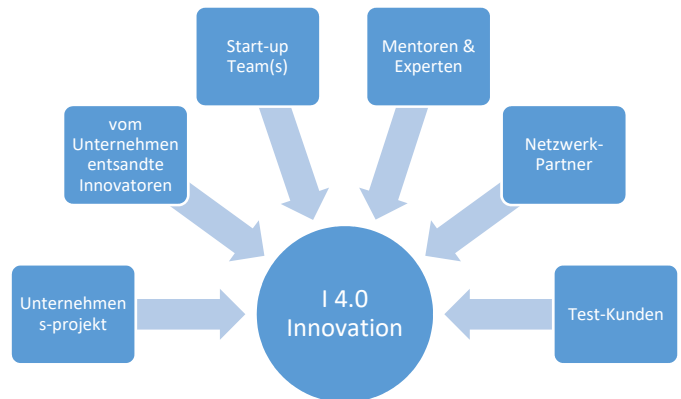 Start-up
Team(s)
Mentoren &
Experten
vom
Unternehmen
entsandte
Innovatoren
Netzwerk-
Partner
Unternehmen
s-projekt
I 4.0
Innovation
Test-Kunden